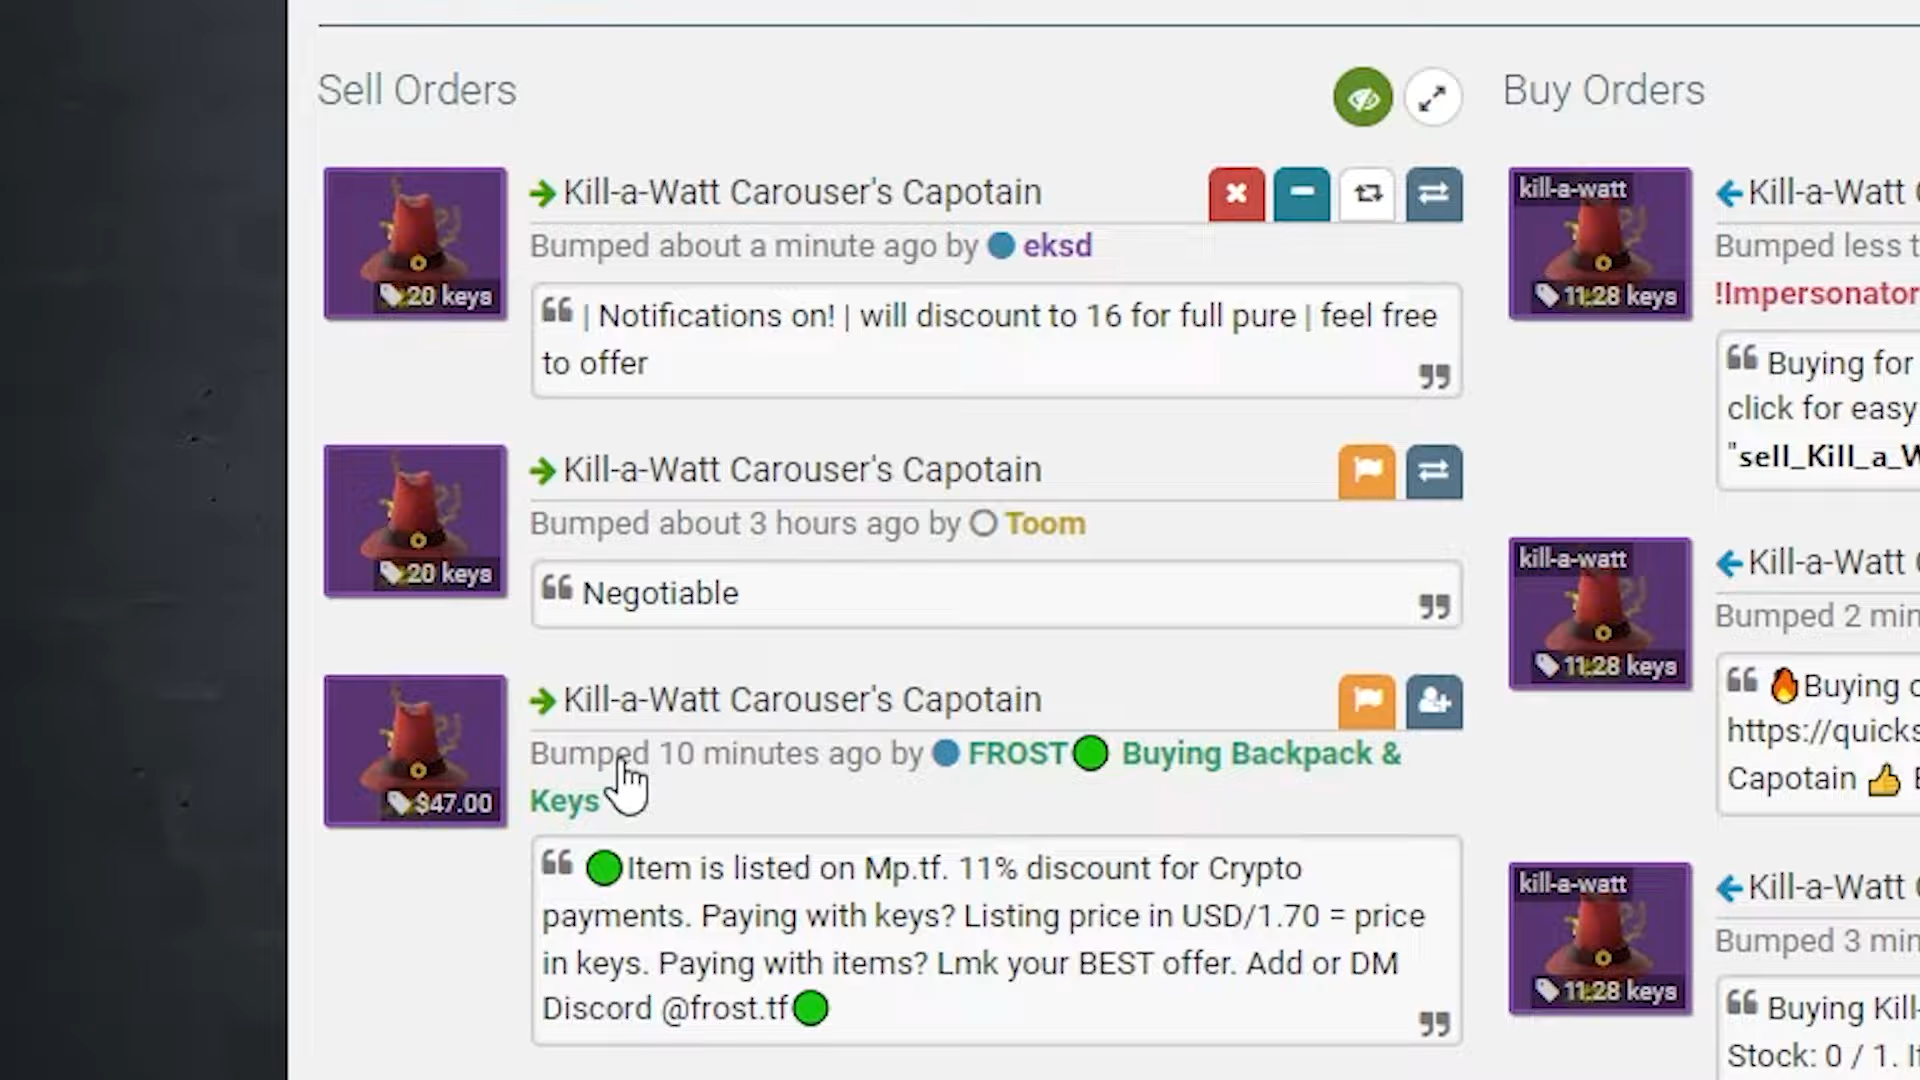 Sell Orders
Kill-a-Watt Carouser's Capotain
Bumped about a minute ago by eksd
20 keys
❝ | Notifications on! | will discount to 16 for full pure | feel free
to offer ❞
Kill-a-Watt Carouser's Capotain
Bumped about 3 hours ago by Toom
20 keys
❝ Negotiable ❞
Kill-a-Watt Carouser's Capotain
Bumped 10 minutes ago by FROST🟢 Buying Backpack &
Keys
$47.00
❝ 🟢Item is listed on Mp.tf. 11% discount for Crypto
payments. Paying with keys? Listing price in USD/1.70 = price
in keys. Paying with items? Lmk your BEST offer. Add or DM
Discord @frost.tf🟢 ❞
Buy Orders
kill-a-watt
Kill-a-Watt
Bumped less
11.28 keys
!Impersonator
❝ Buying for
click for easy
"sell_Kill_a_
kill-a-watt
Kill-a-Watt
Bumped 2
11.28 keys
❝ 🔥Buying
https://quicks
Capotain 👍
kill-a-watt
Kill-a-Watt
Bumped 3
11.28 keys
❝ Buying Kill-
Stock: 0 / 1.